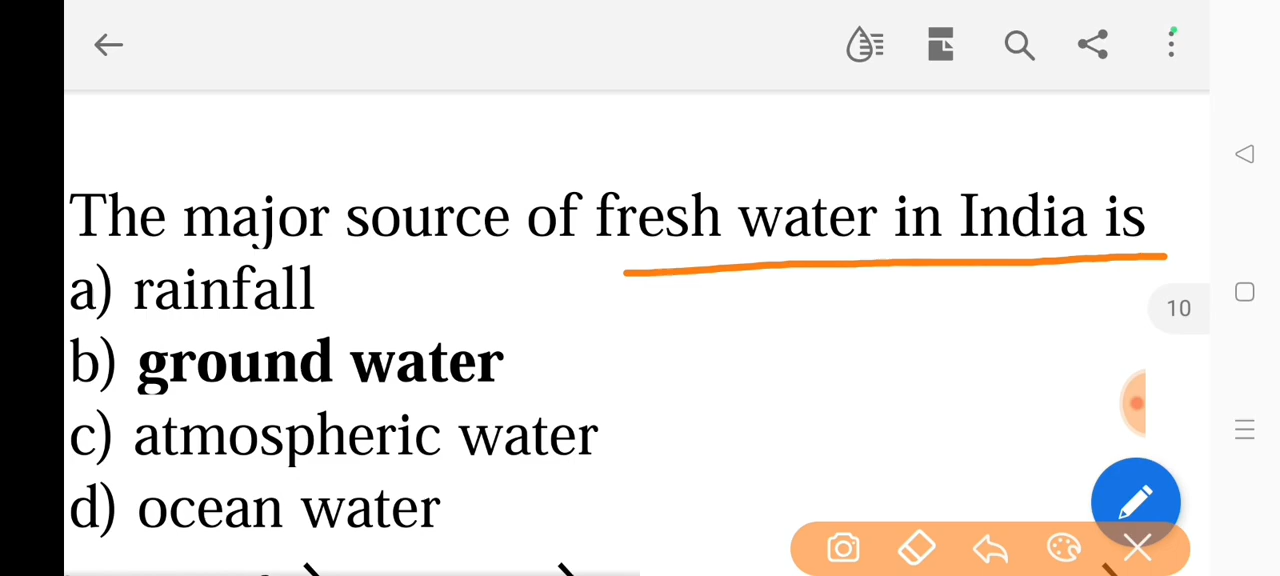 The major source of fresh water in India is
a) rainfall
b) ground water
c) atmospheric water
d) ocean water
10